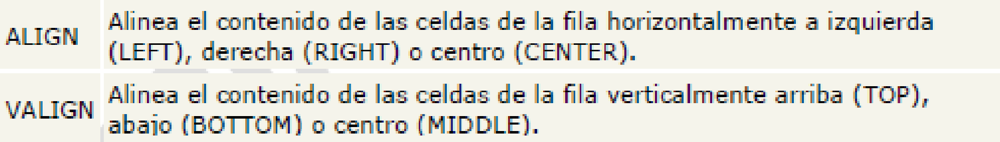 ALIGN
Alinea el contenido de las celdas de la fila horizontalmente a izquierda
(LEFT), derecha (RIGHT) o centro (CENTER).
VALIGN
Alinea el contenido de las celdas de la fila verticalmente arriba (TOP),
abajo (BOTTOM) o centro (MIDDLE).